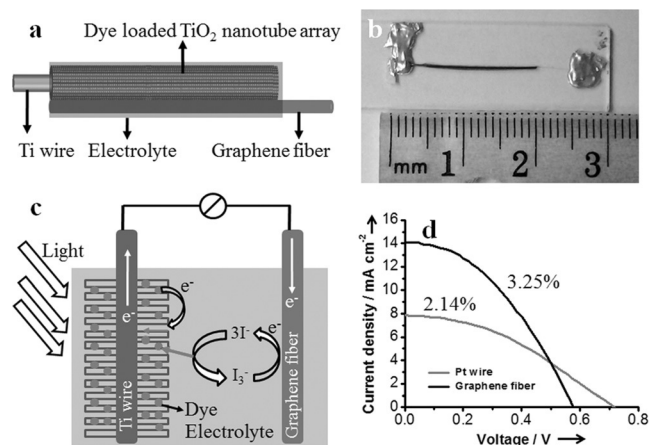 a
Dye loaded TiO2 nanotube array
Ti wire
Electrolyte
Graphene fiber
b
mm 1 2 3
c
Light
e-
e-
e-
e-
3I-
I3-
Ti wire
Graphene fiber
Dye
Electrolyte
d
Current density / mA cm-2
16
14
12
10
8
6
4
2
0
3.25%
2.14%
Pt wire
Graphene fiber
0.0 0.2 0.4 0.6 0.8
Voltage / V